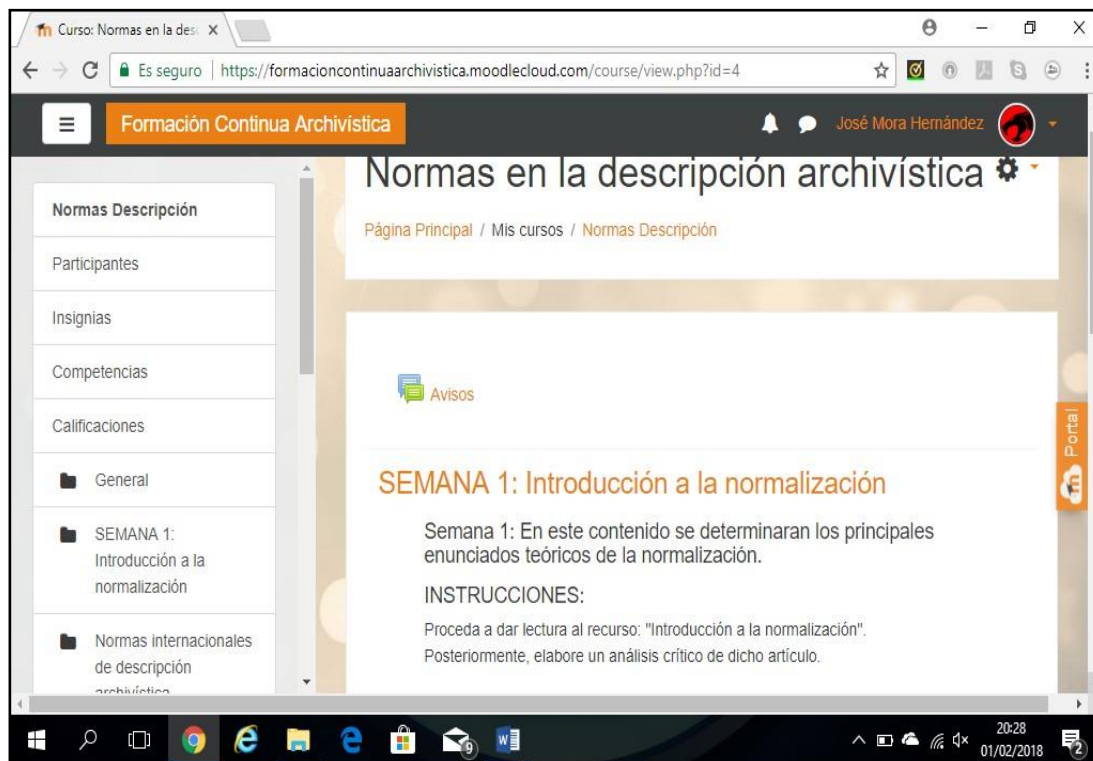 Curso: Normas en la des
Es seguro | https://formacioncontinuaarchivistica.moodlecloud.com/course/view.php?id=4
Formación Continua Archivística
José Mora Hernández
Normas en la descripción archivística
Página Principal / Mis cursos / Normas Descripción
Normas Descripción
Participantes
Insignias
Competencias
Calificaciones
General
SEMANA 1:
Introducción a la
normalización
Normas internacionales
de descripción
archivística
Avisos
SEMANA 1: Introducción a la normalización
Semana 1: En este contenido se determinaran los principales
enunciados teóricos de la normalización.
INSTRUCCIONES:
Proceda a dar lectura al recurso: "Introducción a la normalización".
Posteriormente, elabore un análisis crítico de dicho artículo.
Portal
9
20:28
01/02/2018
2